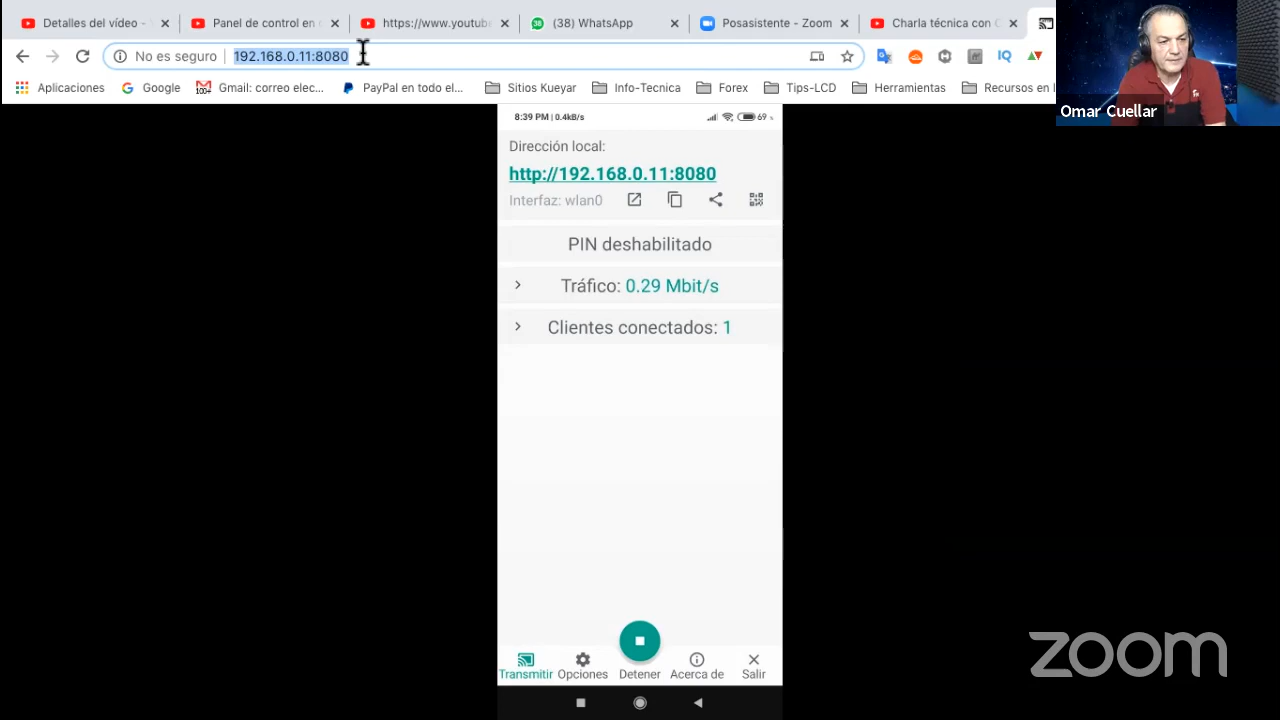 Detalles del vídeo -
Panel de control en
https://www.youtub
(38) WhatsApp
Posasistente - Zoom
Charla técnica con
No es seguro
192.168.0.11:8080
IQ
Aplicaciones
Google
Gmail: correo elec...
PayPal en todo el...
Sitios Kueyar
Info-Tecnica
Forex
Tips-LCD
Herramientas
Recursos en
Omar Cuellar
8:39 PM | 0.4kB/s
69
Dirección local:
http://192.168.0.11:8080
Interfaz: wlan0
PIN deshabilitado
Tráfico: 0.29 Mbit/s
Clientes conectados: 1
Transmitir
Opciones
Detener
Acerca de
Salir
zoom